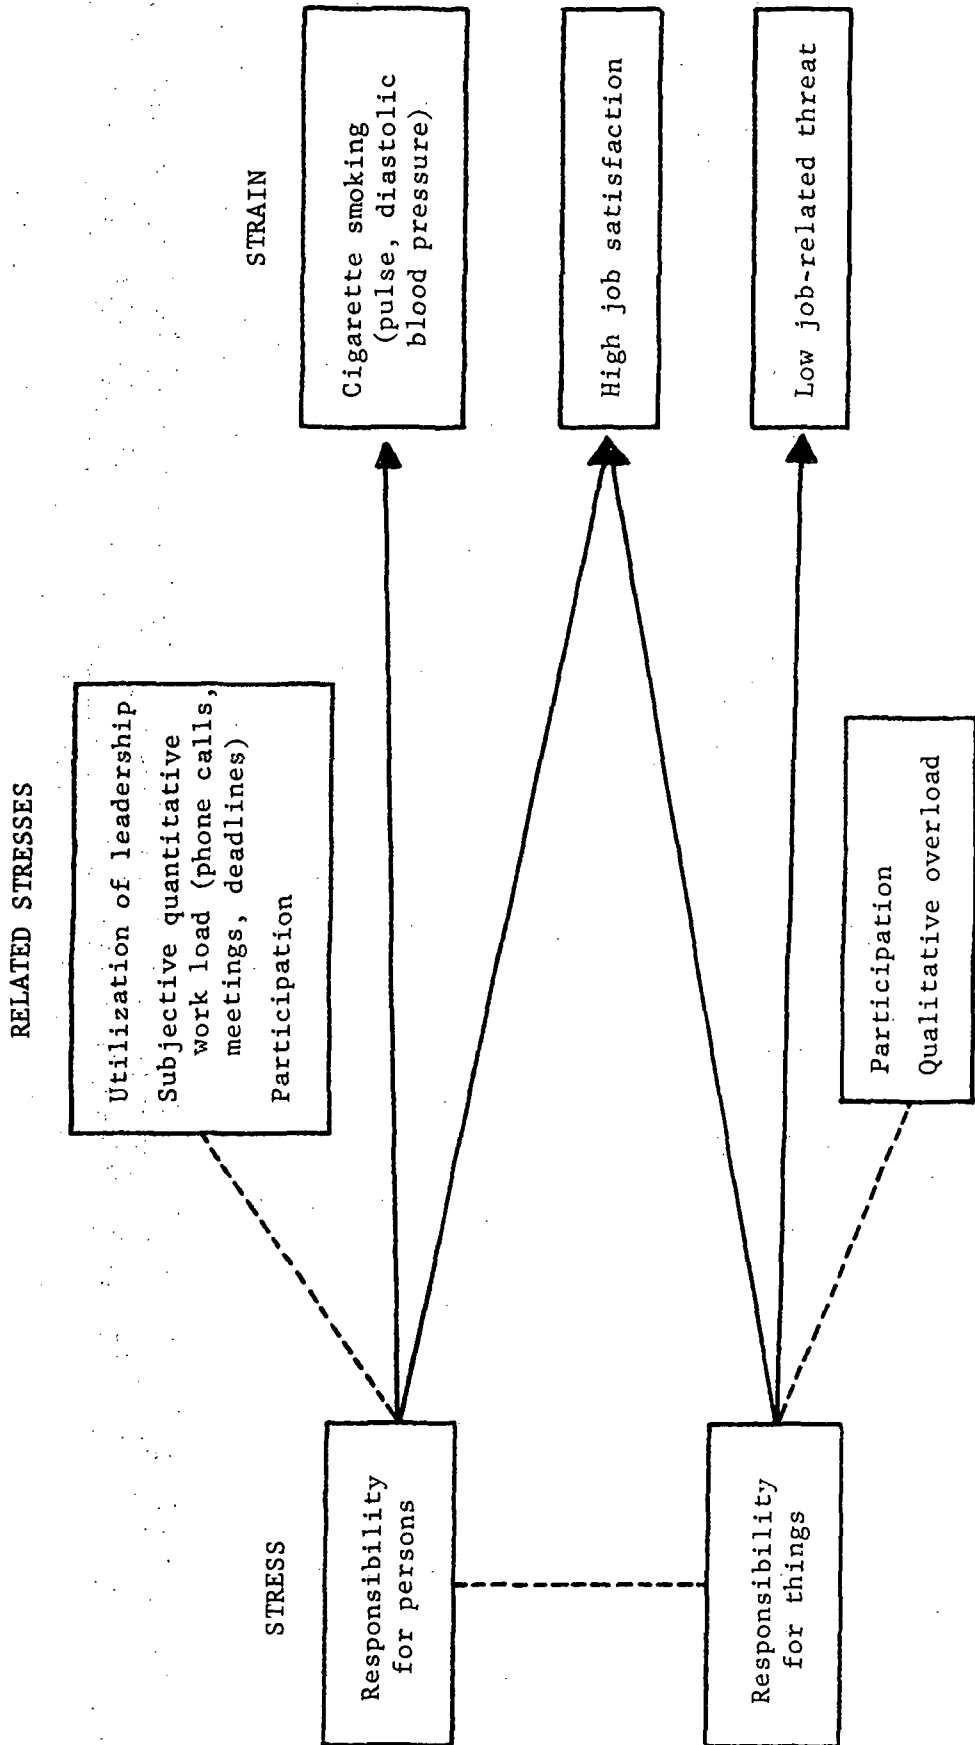 RELATED STRESSES
STRESS
STRAIN
Utilization of leadership
Subjective quantitative
work load (phone calls,
meetings, deadlines)
Participation
Responsibility
for persons
Cigarette smoking
(pulse, diastolic
blood pressure)
High job satisfaction
Responsibility
for things
Low job-related threat
Participation
Qualitative overload